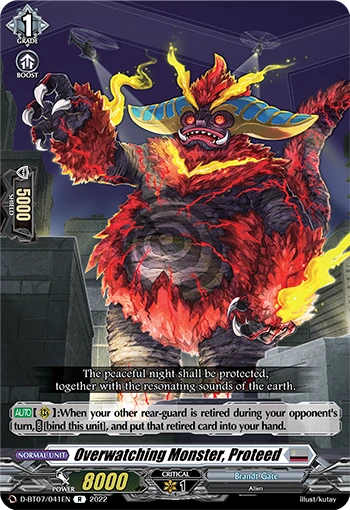 1
GRADE
BOOST
5000
SHIELD
The peaceful night shall be protected,
together with the resonating sounds of the earth.
AUTO 1:When your other rear-guard is retired during your opponent's
turn, [bind this unit], and put that retired card into your hand.
NORMAL UNIT Overwatching Monster, Proteed
POWER 8000 CRITICAL 1 Brandt Gate
Alien
D-BT07/041EN R 2022 illust/kutay